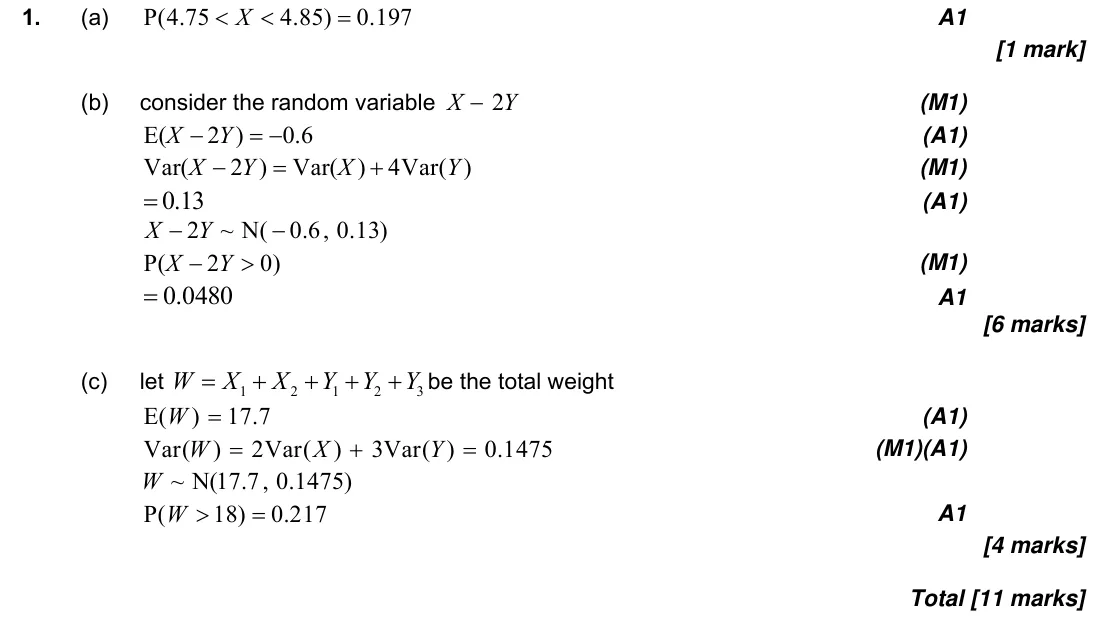 1. (a) P(4.75 < X < 4.85) = 0.197 A1
[1 mark]
(b) consider the random variable X – 2Y (M1)
E(X – 2Y) = –0.6 (A1)
Var(X – 2Y) = Var(X) + 4Var(Y) (M1)
= 0.13 (A1)
X – 2Y ~ N(–0.6, 0.13)
P(X – 2Y > 0) (M1)
= 0.0480 A1
[6 marks]
(c) let W = X₁ + X₂ + Y₁ + Y₂ + Y₃ be the total weight
E(W) = 17.7 (A1)
Var(W) = 2Var(X) + 3Var(Y) = 0.1475 (M1)(A1)
W ~ N(17.7, 0.1475)
P(W > 18) = 0.217 A1
[4 marks]
Total [11 marks]